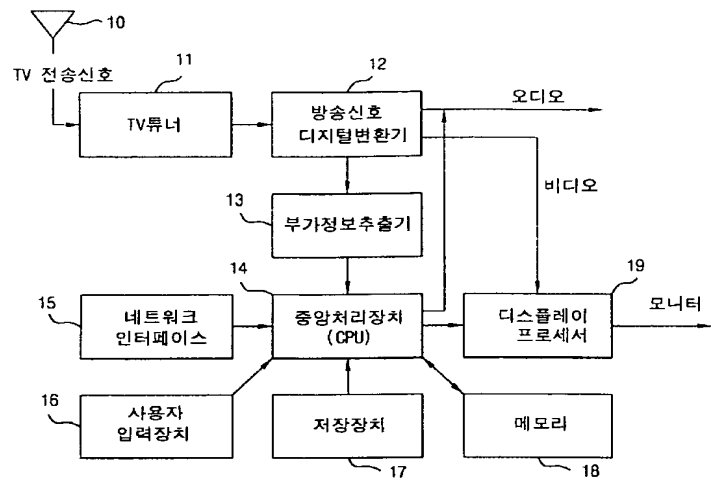 10
TV 전송신호
11
TV튜너
12
방송신호
디지털변환기
오디오
비디오
13
부가정보추출기
14
중앙처리장치
(CPU)
15
네트워크
인터페이스
19
디스플레이
프로세서
모니터
16
사용자
입력장치
저장장치
17
메모리
18